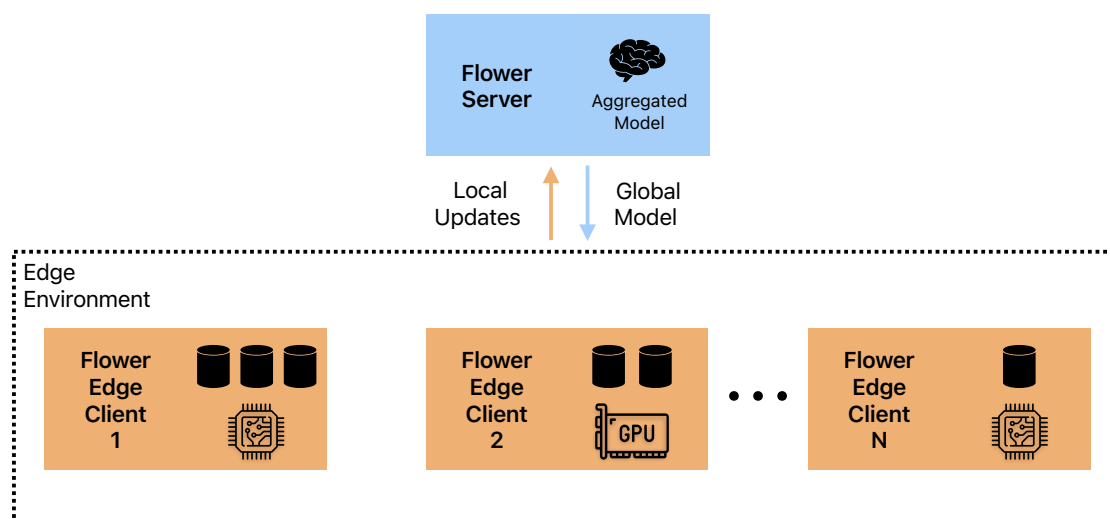 Flower
Server
Aggregated
Model
Local
Updates
Global
Model
Edge
Environment
Flower
Edge
Client
1
Flower
Edge
Client
2
GPU
Flower
Edge
Client
N